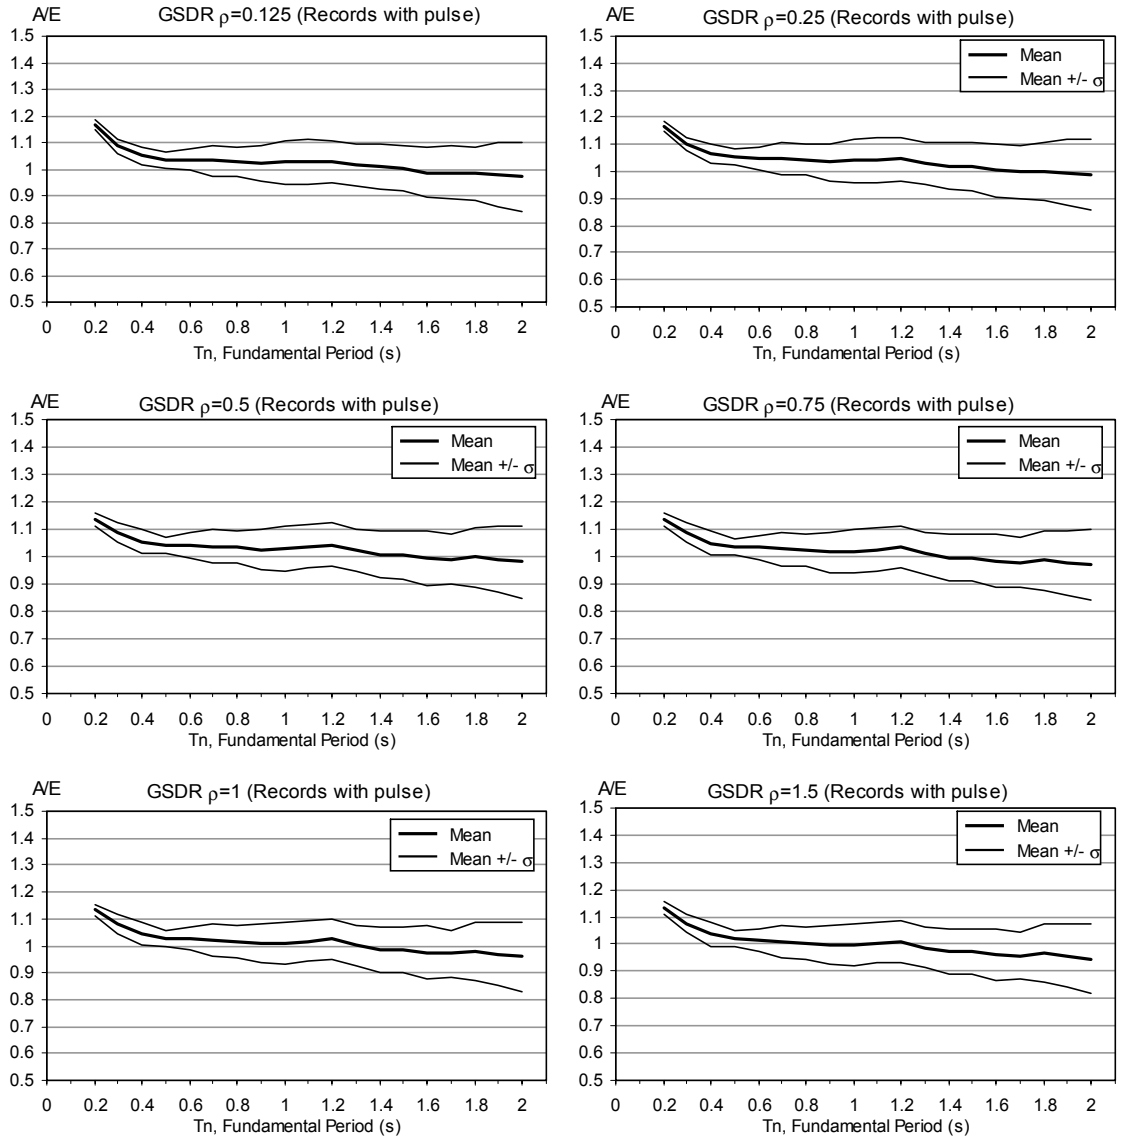 A/E
GSDR ρ=0.125 (Records with pulse)
1.5
1.4
1.3
1.2
1.1
1
0.9
0.8
0.7
0.6
0.5
0 0.2 0.4 0.6 0.8 1 1.2 1.4 1.6 1.8 2
Tn, Fundamental Period (s)
A/E
GSDR ρ=0.25 (Records with pulse)
Mean
Mean +/- σ
1.5
1.4
1.3
1.2
1.1
1
0.9
0.8
0.7
0.6
0.5
0 0.2 0.4 0.6 0.8 1 1.2 1.4 1.6 1.8 2
Tn, Fundamental Period (s)
A/E
GSDR ρ=0.5 (Records with pulse)
Mean
Mean +/- σ
1.5
1.4
1.3
1.2
1.1
1
0.9
0.8
0.7
0.6
0.5
0 0.2 0.4 0.6 0.8 1 1.2 1.4 1.6 1.8 2
Tn, Fundamental Period (s)
A/E
GSDR ρ=0.75 (Records with pulse)
Mean
Mean +/- σ
1.5
1.4
1.3
1.2
1.1
1
0.9
0.8
0.7
0.6
0.5
0 0.2 0.4 0.6 0.8 1 1.2 1.4 1.6 1.8 2
Tn, Fundamental Period (s)
A/E
GSDR ρ=1 (Records with pulse)
Mean
Mean +/- σ
1.5
1.4
1.3
1.2
1.1
1
0.9
0.8
0.7
0.6
0.5
0 0.2 0.4 0.6 0.8 1 1.2 1.4 1.6 1.8 2
Tn, Fundamental Period (s)
A/E
GSDR ρ=1.5 (Records with pulse)
Mean
Mean +/- σ
1.5
1.4
1.3
1.2
1.1
1
0.9
0.8
0.7
0.6
0.5
0 0.2 0.4 0.6 0.8 1 1.2 1.4 1.6 1.8 2
Tn, Fundamental Period (s)